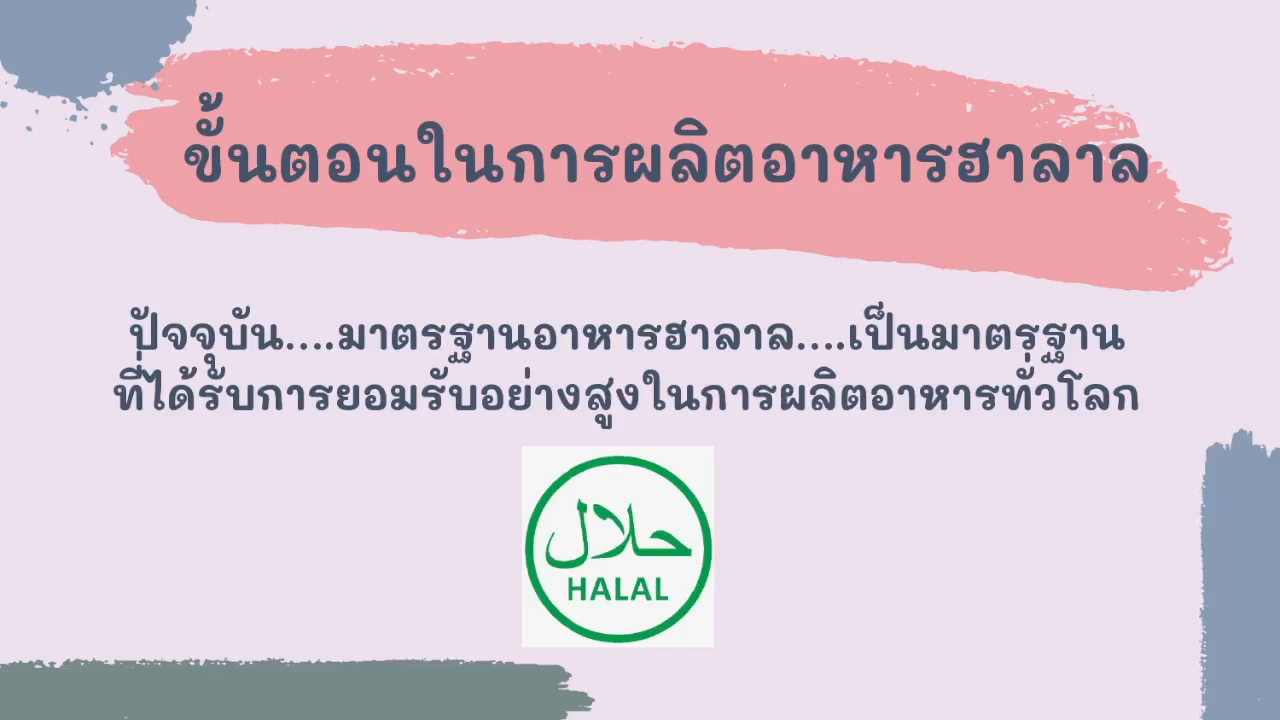 ขั้นตอนในการผลิตอาหารฮาลาล
ปัจจุบัน....มาตรฐานอาหารฮาลาล....เป็นมาตรฐาน
ที่ได้รับการยอมรับอย่างสูงในการผลิตอาหารทั่วโลก
حلال
HALAL